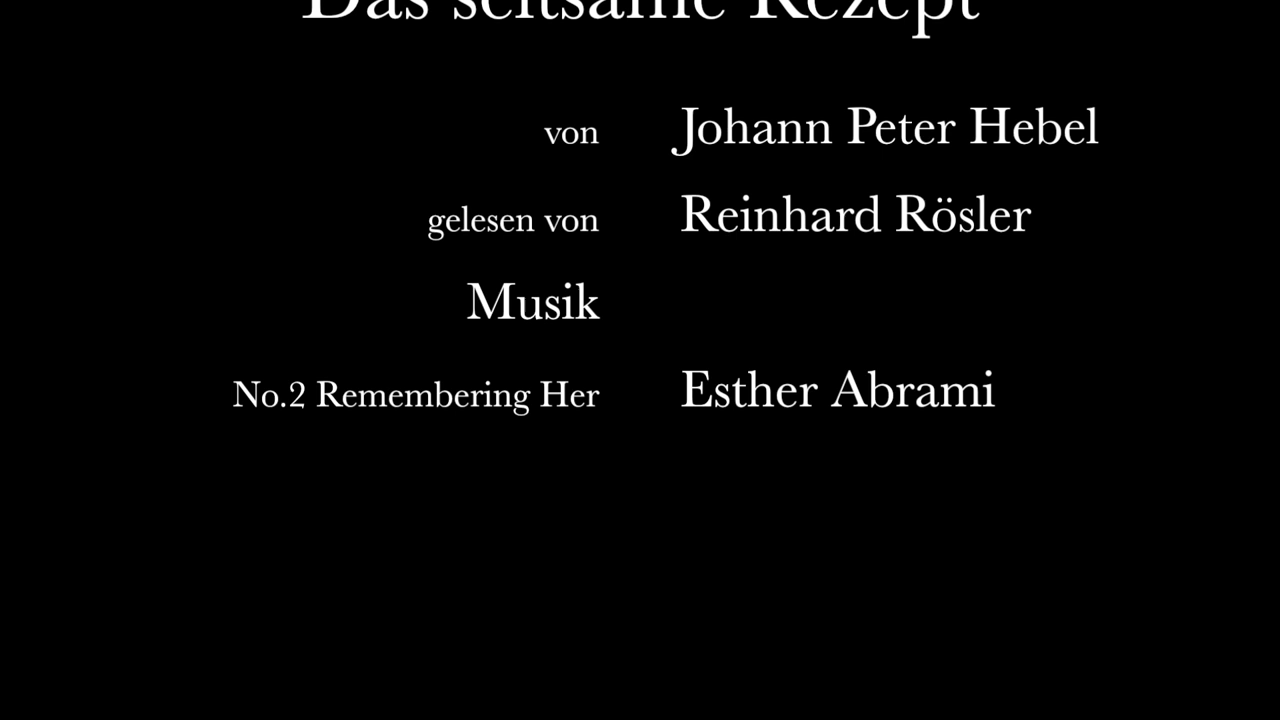 Das seltsame Rezept
von Johann Peter Hebel
gelesen von Reinhard Rösler
Musik
No.2 Remembering Her Esther Abrami